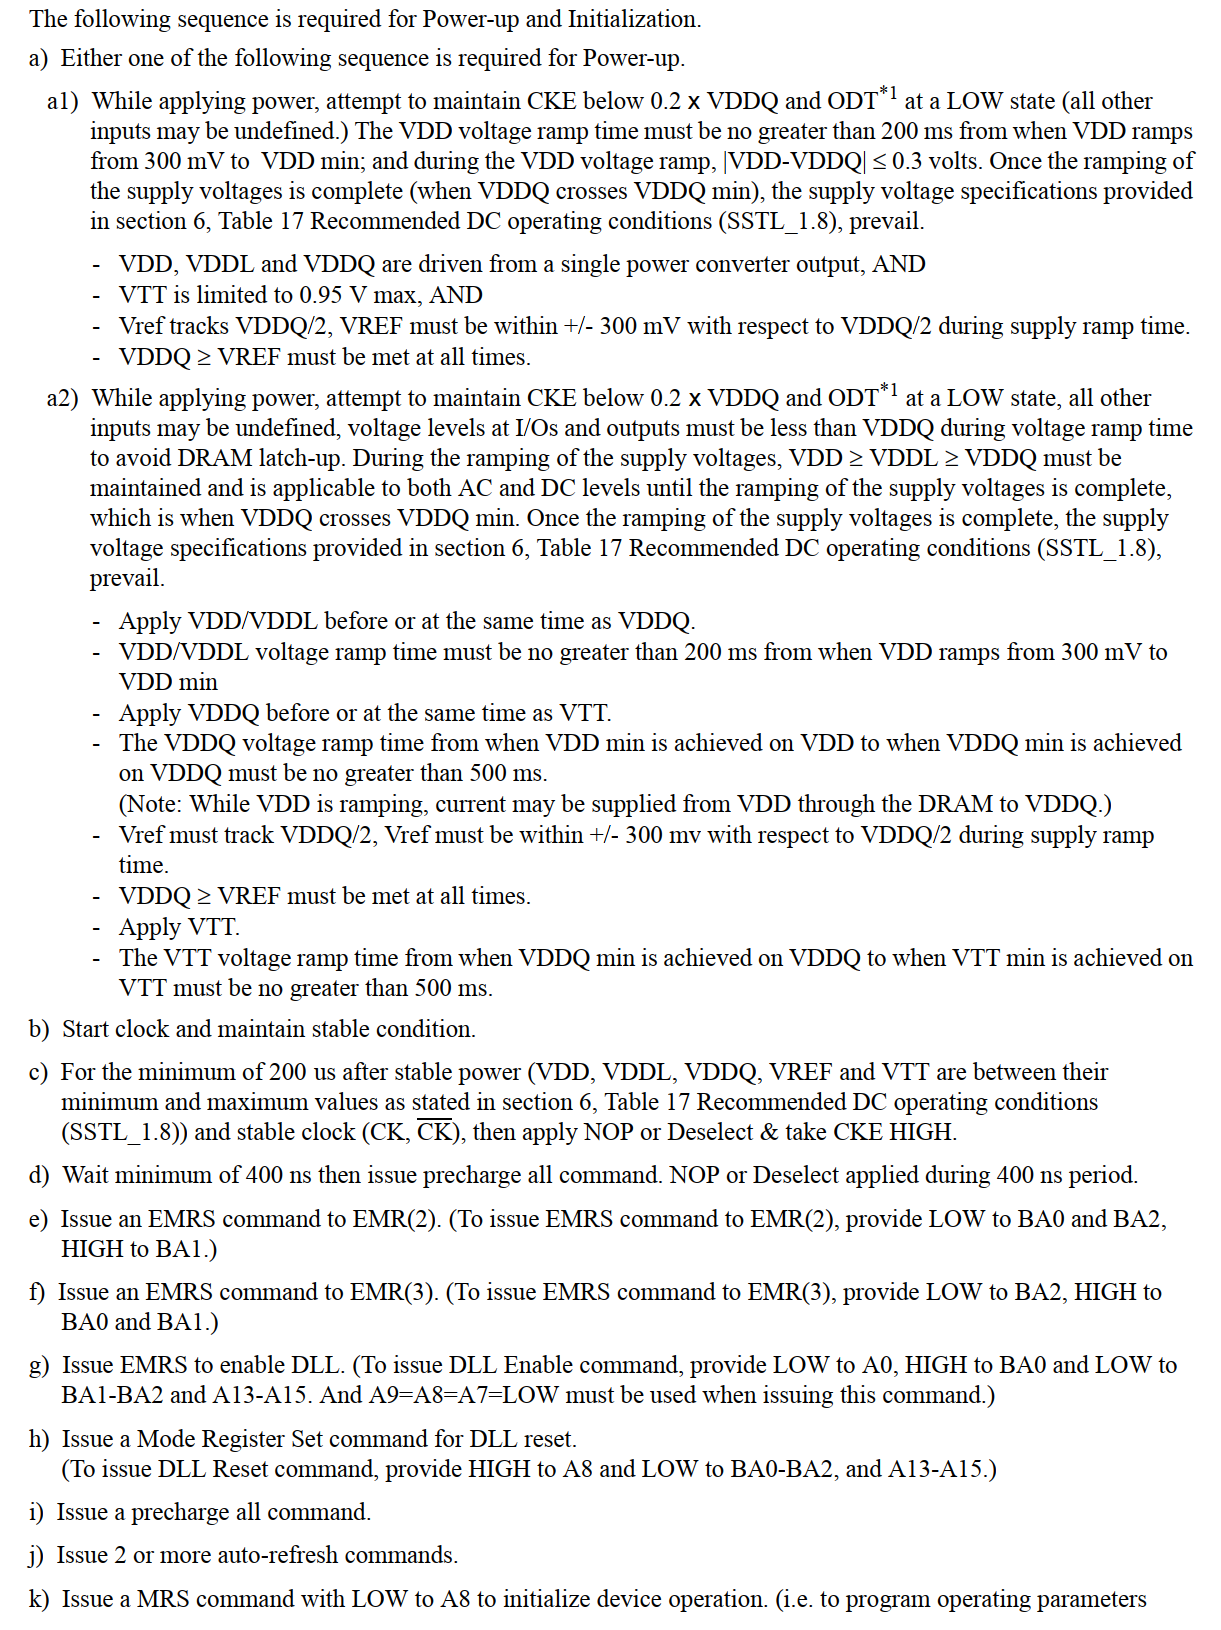 The following sequence is required for Power-up and Initialization.
a) Either one of the following sequence is required for Power-up.
a1) While applying power, attempt to maintain CKE below 0.2 x VDDQ and ODT*1 at a LOW state (all other
inputs may be undefined.) The VDD voltage ramp time must be no greater than 200 ms from when VDD ramps
from 300 mV to VDD min; and during the VDD voltage ramp, |VDD-VDDQ| ≤ 0.3 volts. Once the ramping of
the supply voltages is complete (when VDDQ crosses VDDQ min), the supply voltage specifications provided
in section 6, Table 17 Recommended DC operating conditions (SSTL_1.8), prevail.
- VDD, VDDL and VDDQ are driven from a single power converter output, AND
- VTT is limited to 0.95 V max, AND
- Vref tracks VDDQ/2, VREF must be within +/- 300 mV with respect to VDDQ/2 during supply ramp time.
- VDDQ ≥ VREF must be met at all times.
a2) While applying power, attempt to maintain CKE below 0.2 x VDDQ and ODT*1 at a LOW state, all other
inputs may be undefined, voltage levels at I/Os and outputs must be less than VDDQ during voltage ramp time
to avoid DRAM latch-up. During the ramping of the supply voltages, VDD ≥ VDDL ≥ VDDQ must be
maintained and is applicable to both AC and DC levels until the ramping of the supply voltages is complete,
which is when VDDQ crosses VDDQ min. Once the ramping of the supply voltages is complete, the supply
voltage specifications provided in section 6, Table 17 Recommended DC operating conditions (SSTL_1.8),
prevail.
- Apply VDD/VDDL before or at the same time as VDDQ.
- VDD/VDDL voltage ramp time must be no greater than 200 ms from when VDD ramps from 300 mV to
VDD min
- Apply VDDQ before or at the same time as VTT.
- The VDDQ voltage ramp time from when VDD min is achieved on VDD to when VDDQ min is achieved
on VDDQ must be no greater than 500 ms.
(Note: While VDD is ramping, current may be supplied from VDD through the DRAM to VDDQ.)
- Vref must track VDDQ/2, Vref must be within +/- 300 mv with respect to VDDQ/2 during supply ramp
time.
- VDDQ ≥ VREF must be met at all times.
- Apply VTT.
- The VTT voltage ramp time from when VDDQ min is achieved on VDDQ to when VTT min is achieved on
VTT must be no greater than 500 ms.
b) Start clock and maintain stable condition.
c) For the minimum of 200 us after stable power (VDD, VDDL, VDDQ, VREF and VTT are between their
minimum and maximum values as stated in section 6, Table 17 Recommended DC operating conditions
(SSTL_1.8)) and stable clock (CK, C̅K̅), then apply NOP or Deselect & take CKE HIGH.
d) Wait minimum of 400 ns then issue precharge all command. NOP or Deselect applied during 400 ns period.
e) Issue an EMRS command to EMR(2). (To issue EMRS command to EMR(2), provide LOW to BA0 and BA2,
HIGH to BA1.)
f) Issue an EMRS command to EMR(3). (To issue EMRS command to EMR(3), provide LOW to BA2, HIGH to
BA0 and BA1.)
g) Issue EMRS to enable DLL. (To issue DLL Enable command, provide LOW to A0, HIGH to BA0 and LOW to
BA1-BA2 and A13-A15. And A9=A8=A7=LOW must be used when issuing this command.)
h) Issue a Mode Register Set command for DLL reset.
(To issue DLL Reset command, provide HIGH to A8 and LOW to BA0-BA2, and A13-A15.)
i) Issue a precharge all command.
j) Issue 2 or more auto-refresh commands.
k) Issue a MRS command with LOW to A8 to initialize device operation. (i.e. to program operating parameters